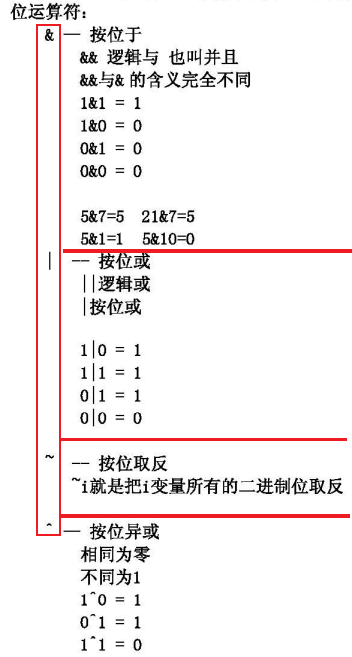 位运算符：
& — 按位于
&& 逻辑与 也叫并且
&&与& 的含义完全不同
1&1 = 1
1&0 = 0
0&1 = 0
0&0 = 0
5&7=5 21&7=5
5&1=1 5&10=0
| -- 按位或
||逻辑或
|按位或
1|0 = 1
1|1 = 1
0|1 = 1
0|0 = 0
~ -- 按位取反
~i就是把i变量所有的二进制位取反
^ — 按位异或
相同为零
不同为1
1^0 = 1
0^1 = 1
1^1 = 0